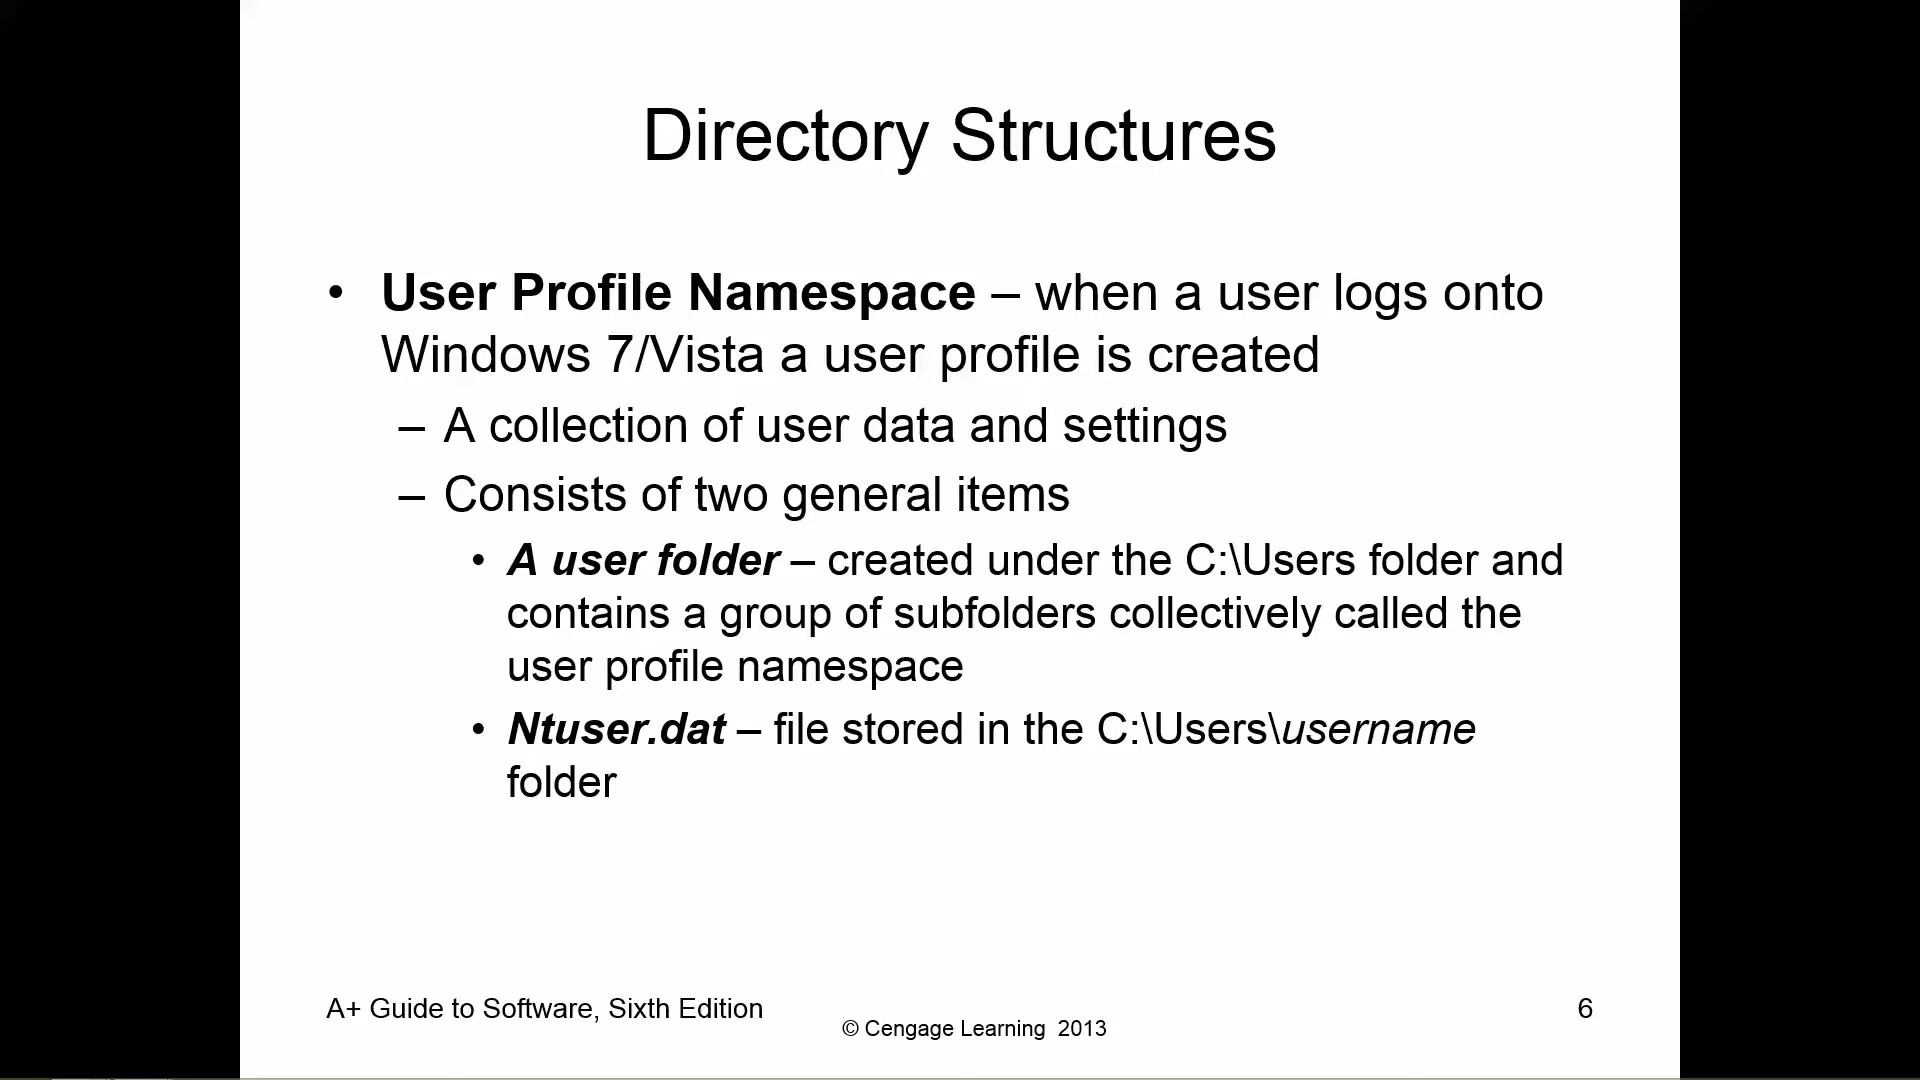 Directory Structures
• User Profile Namespace – when a user logs onto
Windows 7/Vista a user profile is created
– A collection of user data and settings
– Consists of two general items
• A user folder – created under the C:\Users folder and
contains a group of subfolders collectively called the
user profile namespace
• Ntuser.dat – file stored in the C:\Users\username
folder
A+ Guide to Software, Sixth Edition
© Cengage Learning 2013
6